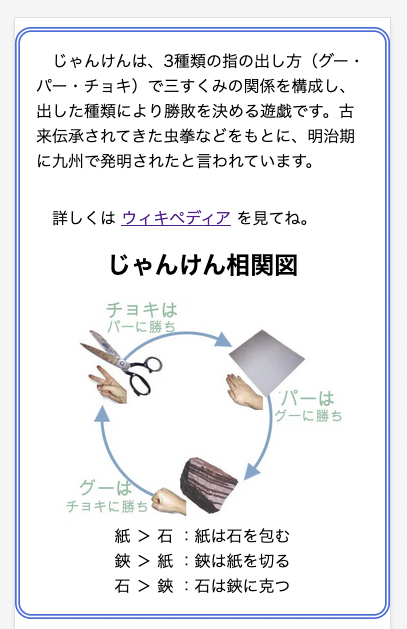 じゃんけんは、3種類の指の出し方（グー・
パー・チョキ）で三すくみの関係を構成し、
出した種類により勝敗を決める遊戯です。古
来伝承されてきた虫拳などをもとに、明治期
に九州で発明されたと言われています。
詳しくは ウィキペディア を見てね。
じゃんけん相関図
チョキは
パーに勝ち
パーは
グーに勝ち
グーは
チョキに勝ち
紙 ＞ 石 ：紙は石を包む
鋏 ＞ 紙 ：鋏は紙を切る
石 ＞ 鋏 ：石は鋏に克つ